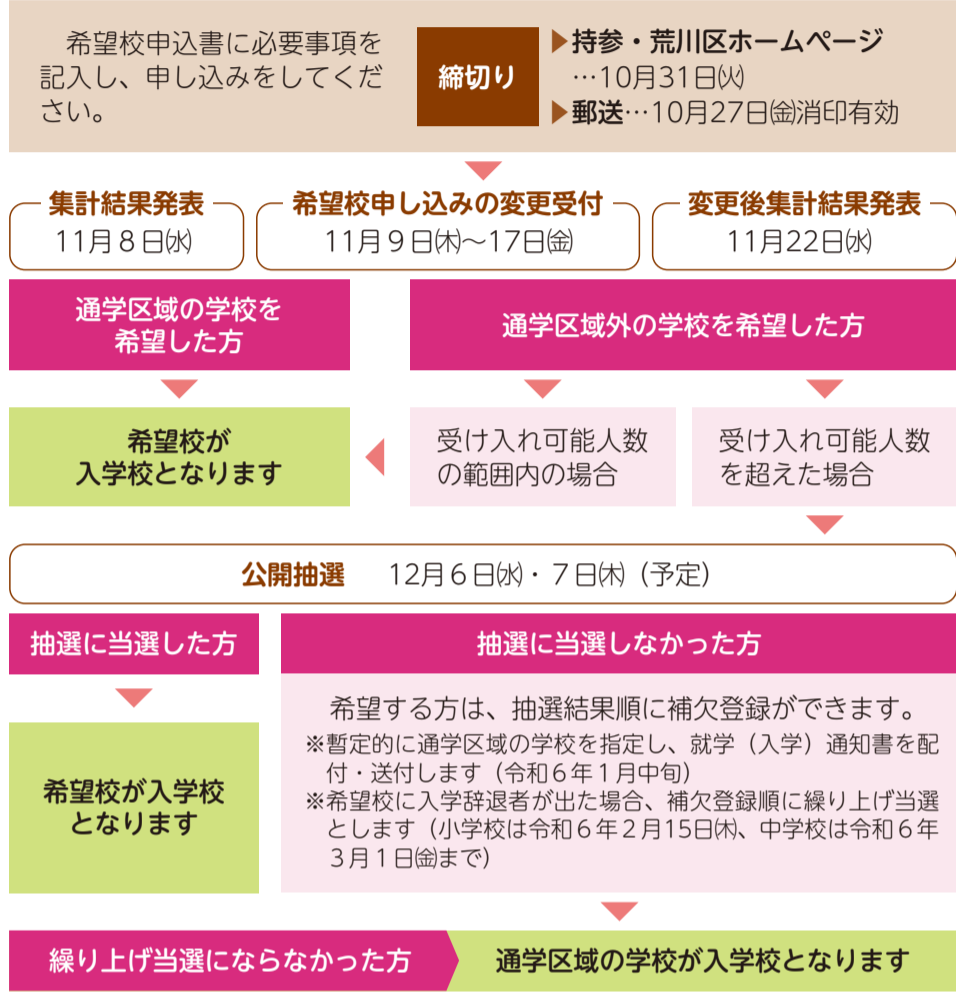 希望校申込書に必要事項を
記入し、申し込みをしてくだ
さい。
締切り
▶持参・荒川区ホームページ
…10月31日㈫
▶郵送…10月27日㈮消印有効
集計結果発表
11月8日㈬
希望校申し込みの変更受付
11月9日㈭〜17日㈮
変更後集計結果発表
11月22日㈬
通学区域の学校を
希望した方
通学区域外の学校を希望した方
希望校が
入学校となります
受け入れ可能人数
の範囲内の場合
受け入れ可能人数
を超えた場合
公開抽選 12月6日㈬・7日㈭（予定）
抽選に当選した方
抽選に当選しなかった方
希望校が入学校
となります
希望する方は、抽選結果順に補欠登録ができます。
※暫定的に通学区域の学校を指定し、就学（入学）通知書を配
付・送付します（令和6年1月中旬）
※希望校に入学辞退者が出た場合、補欠登録順に繰り上げ当選
とします（小学校は令和6年2月15日㈭、中学校は令和6年
3月1日㈮まで）
繰り上げ当選にならなかった方
通学区域の学校が入学校となります